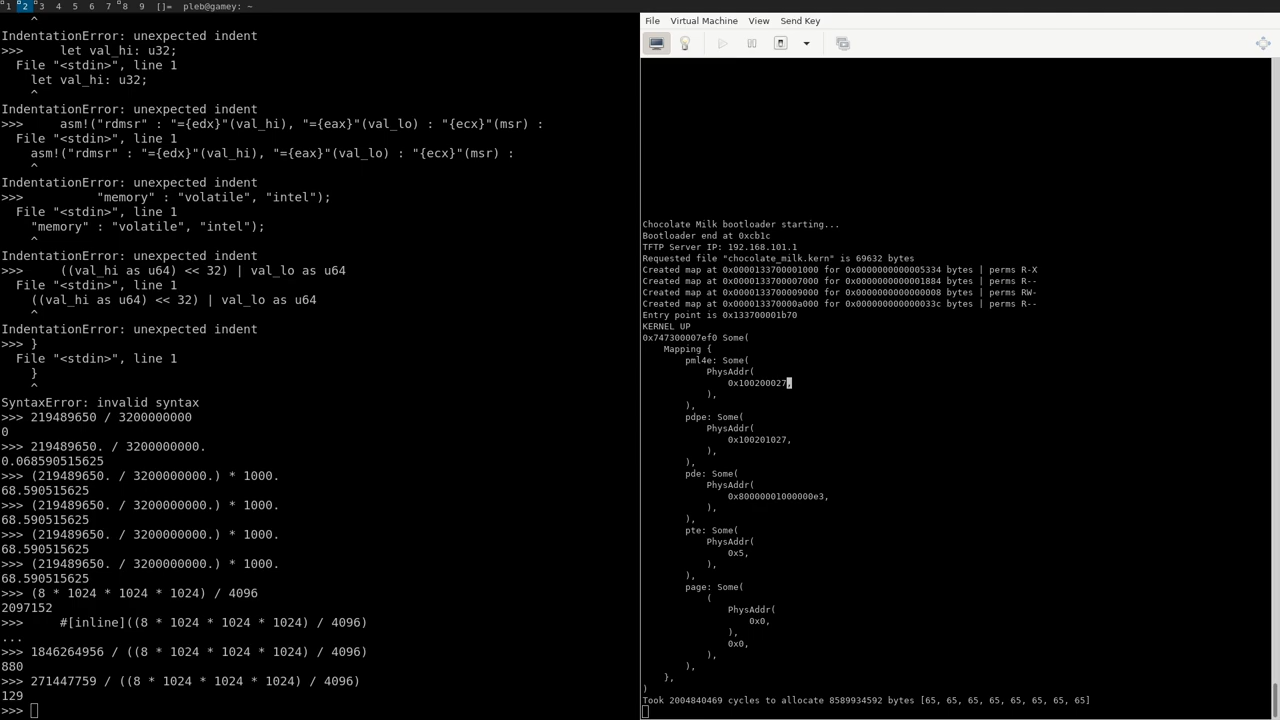 1 2 3 4 5 6 7 8 9 []= pleb@gamey: ~
    ^
IndentationError: unexpected indent
>>>     let val_hi: u32;
  File "<stdin>", line 1
    let val_hi: u32;
    ^
IndentationError: unexpected indent
>>>     asm!("rdmsr" : "={edx}"(val_hi), "={eax}"(val_lo) : "{ecx}"(msr) :
  File "<stdin>", line 1
    asm!("rdmsr" : "={edx}"(val_hi), "={eax}"(val_lo) : "{ecx}"(msr) :
    ^
IndentationError: unexpected indent
>>>          "memory" : "volatile", "intel");
  File "<stdin>", line 1
    "memory" : "volatile", "intel");
    ^
IndentationError: unexpected indent
>>>     ((val_hi as u64) << 32) | val_lo as u64
  File "<stdin>", line 1
    ((val_hi as u64) << 32) | val_lo as u64
    ^
IndentationError: unexpected indent
>>> }
  File "<stdin>", line 1
    }
    ^
SyntaxError: invalid syntax
>>> 219489650 / 3200000000
0
>>> 219489650. / 3200000000.
0.068590515625
>>> (219489650. / 3200000000.) * 1000.
68.590515625
>>> (219489650. / 3200000000.) * 1000.
68.590515625
>>> (219489650. / 3200000000.) * 1000.
68.590515625
>>> (219489650. / 3200000000.) * 1000.
68.590515625
>>> (8 * 1024 * 1024 * 1024) / 4096
2097152
>>>     #[inline]((8 * 1024 * 1024 * 1024) / 4096)
...
>>> 1846264956 / ((8 * 1024 * 1024 * 1024) / 4096)
880
>>> 271447759 / ((8 * 1024 * 1024 * 1024) / 4096)
129
>>>
File Virtual Machine View Send Key
Chocolate Milk bootloader starting...
Bootloader end at 0xcb1c
TFTP Server IP: 192.168.101.1
Requested file "chocolate_milk.kern" is 69632 bytes
Created map at 0x0000133700001000 for 0x0000000000005334 bytes | perms R-X
Created map at 0x0000133700007000 for 0x0000000000001884 bytes | perms R--
Created map at 0x0000133700009000 for 0x0000000000000008 bytes | perms RW-
Created map at 0x000013370000a000 for 0x000000000000033c bytes | perms R--
Entry point is 0x133700001b70
KERNEL UP
0x747300007ef0 Some(
    Mapping {
        pml4e: Some(
            PhysAddr(
                0x100200027,
            ),
        ),
        pdpe: Some(
            PhysAddr(
                0x100201027,
            ),
        ),
        pde: Some(
            PhysAddr(
                0x80000001000000e3,
            ),
        ),
        pte: Some(
            PhysAddr(
                0x5,
            ),
        ),
        page: Some(
            (
                PhysAddr(
                    0x0,
                ),
                0x0,
            ),
        ),
    },
)
Took 2004840469 cycles to allocate 8589934592 bytes [65, 65, 65, 65, 65, 65, 65, 65]